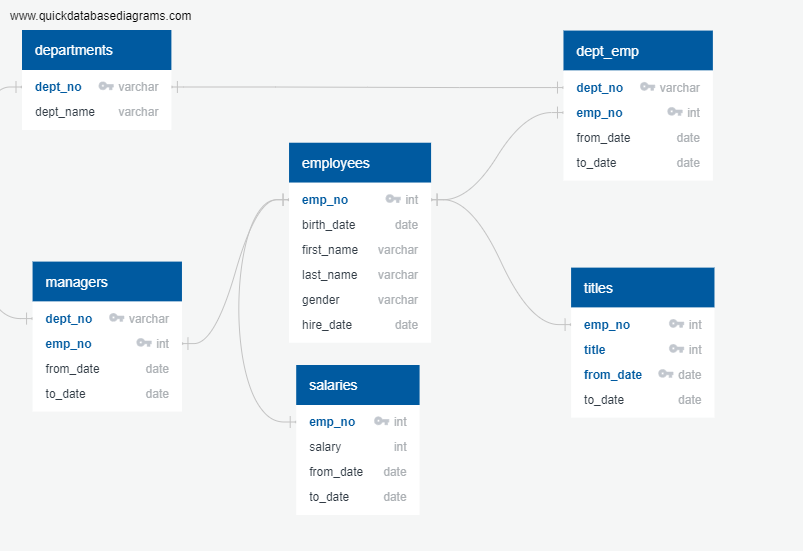 www.quickdatabasediagrams.com
departments
dept_no varchar
dept_name varchar
dept_emp
dept_no varchar
emp_no int
from_date date
to_date date
employees
emp_no int
birth_date date
first_name varchar
last_name varchar
gender varchar
hire_date date
managers
dept_no varchar
emp_no int
from_date date
to_date date
titles
emp_no int
title int
from_date date
to_date date
salaries
emp_no int
salary int
from_date date
to_date date